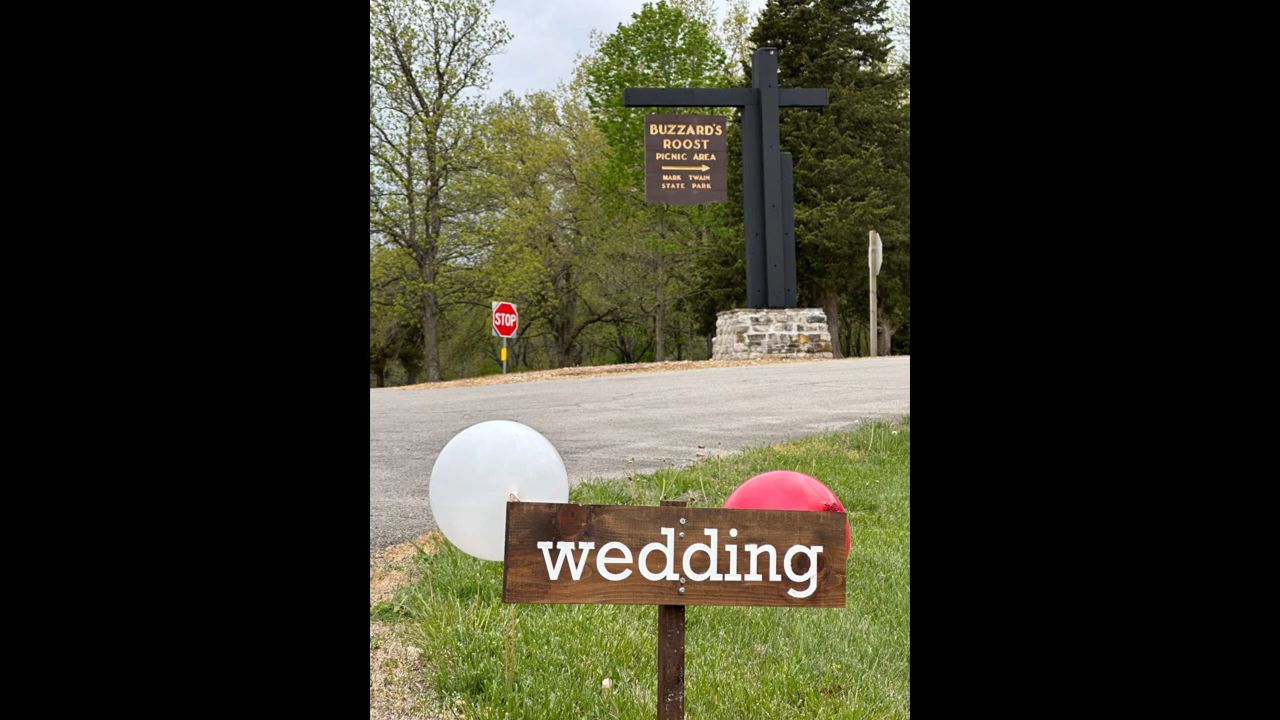 BUZZARD'S
ROOST
PICNIC AREA
MARK TWAIN
STATE PARK
STOP
wedding